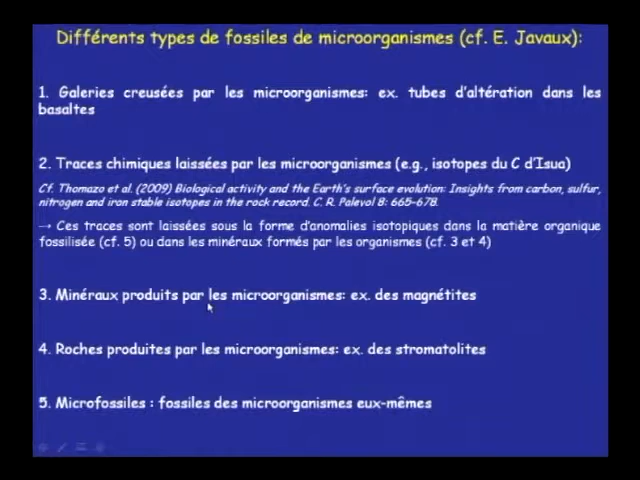 Différents types de fossiles de microorganismes (cf. E. Javaux):
1. Galeries creusées par les microorganismes: ex. tubes d'altération dans les
basaltes
2. Traces chimiques laissées par les microorganismes (e.g., isotopes du C d'Isua)
Cf. Thomazo et al. (2009) Biological activity and the Earth's surface evolution: Insights from carbon, sulfur,
nitrogen and iron stable isotopes in the rock record. C. R. Palevol 8: 665-678.
→ Ces traces sont laissées sous la forme d'anomalies isotopiques dans la matière organique
fossilisée (cf. 5) ou dans les minéraux formés par les organismes (cf. 3 et 4)
3. Minéraux produits par les microorganismes: ex. des magnétites
4. Roches produites par les microorganismes: ex. des stromatolites
5. Microfossiles : fossiles des microorganismes eux-mêmes